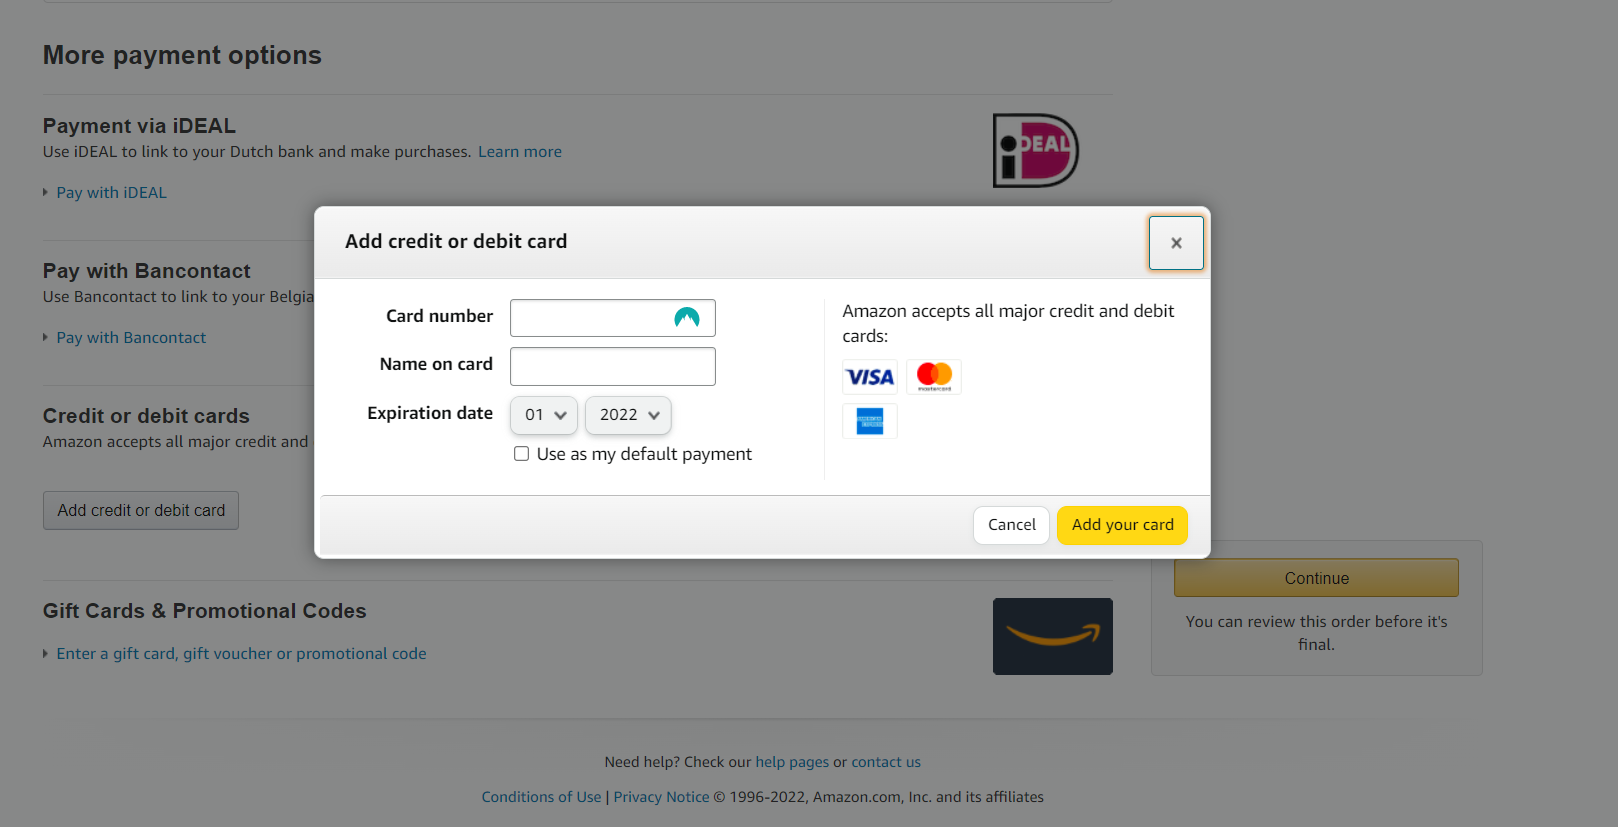 More payment options
Payment via iDEAL
Use iDEAL to link to your Dutch bank and make purchases. Learn more
iDEAL
Pay with iDEAL
Add credit or debit card
×
Pay with Bancontact
Use Bancontact to link to your Belgia
Pay with Bancontact
Card number
Name on card
Expiration date
01
2022
Use as my default payment
Amazon accepts all major credit and debit
cards:
VISA
mastercard
AMERICAN
EXPRESS
Credit or debit cards
Amazon accepts all major credit and
Add credit or debit card
Cancel
Add your card
Continue
You can review this order before it's
final.
Gift Cards & Promotional Codes
Enter a gift card, gift voucher or promotional code
Need help? Check our help pages or contact us
Conditions of Use | Privacy Notice © 1996-2022, Amazon.com, Inc. and its affiliates